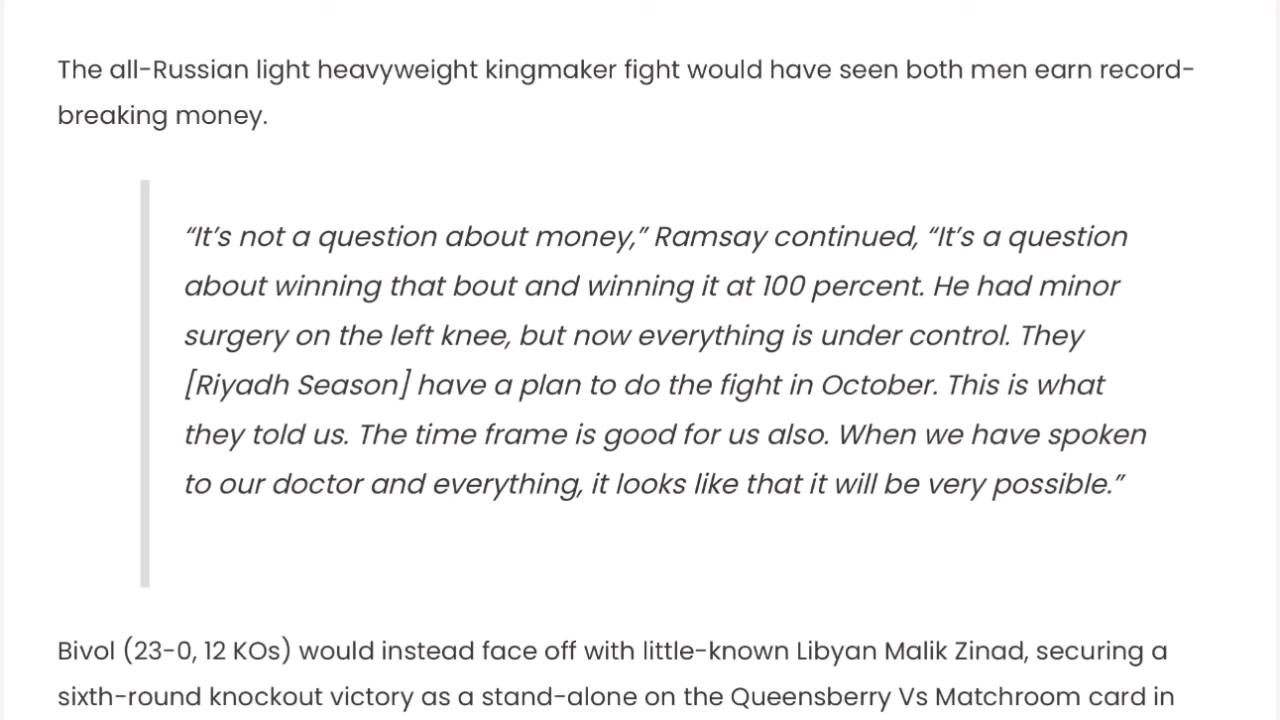 The all-Russian light heavyweight kingmaker fight would have seen both men earn record-
breaking money.
“It’s not a question about money,” Ramsay continued, “It’s a question
about winning that bout and winning it at 100 percent. He had minor
surgery on the left knee, but now everything is under control. They
[Riyadh Season] have a plan to do the fight in October. This is what
they told us. The time frame is good for us also. When we have spoken
to our doctor and everything, it looks like that it will be very possible.”
Bivol (23-0, 12 KOs) would instead face off with little-known Libyan Malik Zinad, securing a
sixth-round knockout victory as a stand-alone on the Queensberry Vs Matchroom card in